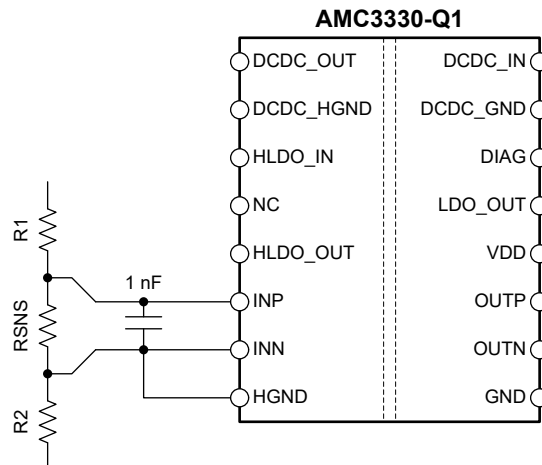 AMC3330-Q1
DCDC_OUT
DCDC_IN
DCDC_HGND
DCDC_GND
HLDO_IN
DIAG
NC
LDO_OUT
R1
HLDO_OUT
VDD
1 nF
INP
OUTP
RSNS
INN
OUTN
HGND
GND
R2